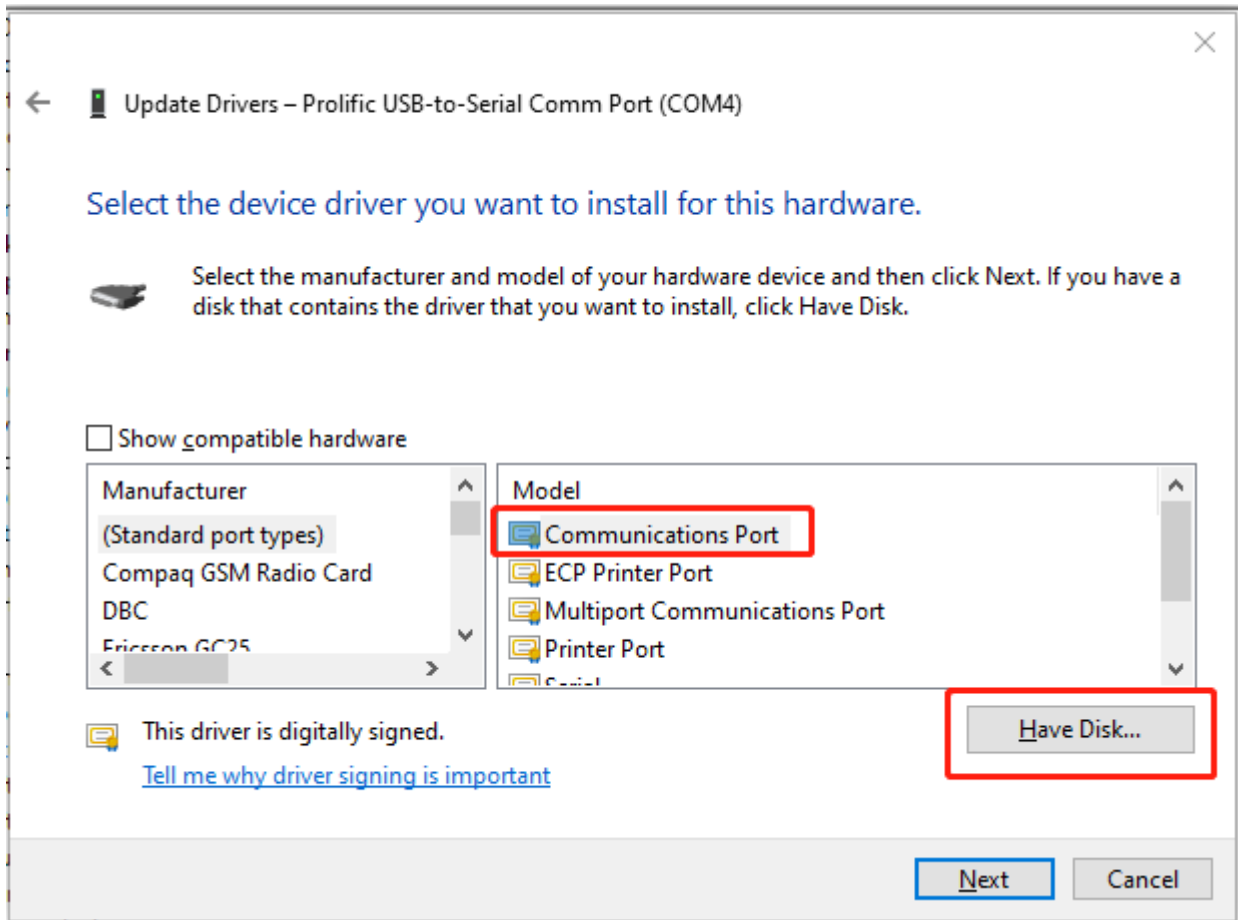 Update Drivers – Prolific USB-to-Serial Comm Port (COM4)
Select the device driver you want to install for this hardware.
Select the manufacturer and model of your hardware device and then click Next. If you have a
disk that contains the driver that you want to install, click Have Disk.
Show compatible hardware
Manufacturer
(Standard port types)
Compaq GSM Radio Card
DBC
Ericsson GC25
Model
Communications Port
ECP Printer Port
Multiport Communications Port
Printer Port
Serial
This driver is digitally signed.
Have Disk...
Tell me why driver signing is important
Next
Cancel